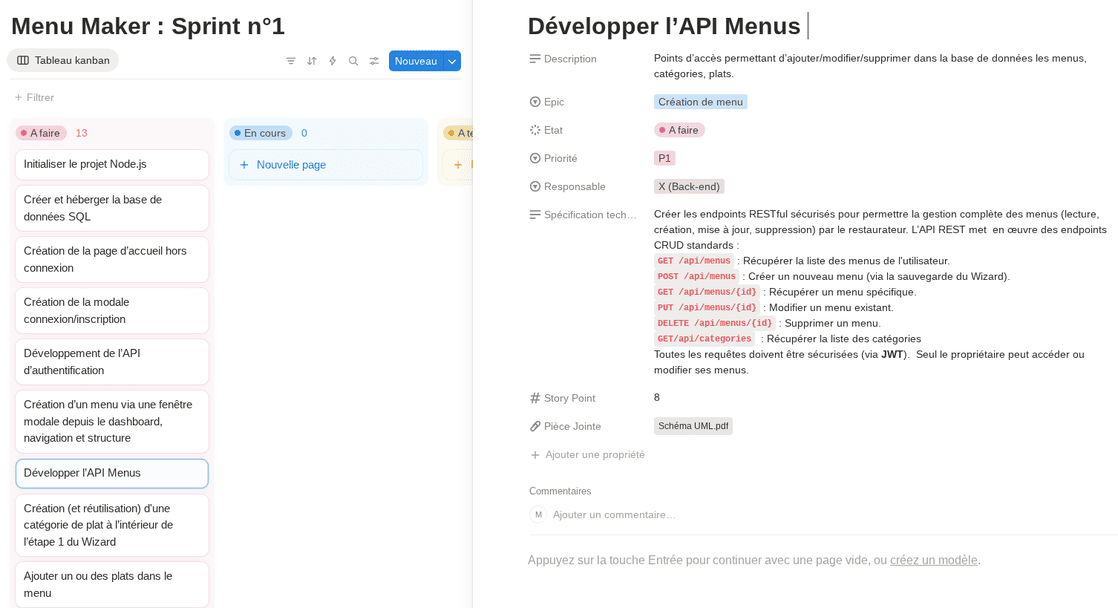 Menu Maker : Sprint n°1
Tableau kanban
Nouveau
+ Filtrer
A faire 13
Initialiser le projet Node.js
Créer et héberger la base de
données SQL
Création de la page d'accueil hors
connexion
Création de la modale
connexion/inscription
Développement de l'API
d'authentification
Création d'un menu via une fenêtre
modale depuis le dashboard,
navigation et structure
Développer l'API Menus
Création (et réutilisation) d'une
catégorie de plat à l'intérieur de
l'étape 1 du Wizard
Ajouter un ou des plats dans le
menu
En cours 0
+ Nouvelle page
A te
+
Développer l'API Menus
Description
Points d'accès permettant d'ajouter/modifier/supprimer dans la base de données les menus,
catégories, plats.
Epic
Création de menu
Etat
A faire
Priorité
P1
Responsable
X (Back-end)
Spécification tech…
Créer les endpoints RESTful sécurisés pour permettre la gestion complète des menus (lecture,
création, mise à jour, suppression) par le restaurateur. L'API REST met  en œuvre des endpoints
CRUD standards :
GET /api/menus : Récupérer la liste des menus de l'utilisateur.
POST /api/menus : Créer un nouveau menu (via la sauvegarde du Wizard).
GET /api/menus/{id} : Récupérer un menu spécifique.
PUT /api/menus/{id} : Modifier un menu existant.
DELETE /api/menus/{id} : Supprimer un menu.
GET/api/categories : Récupérer la liste des catégories
Toutes les requêtes doivent être sécurisées (via JWT).  Seul le propriétaire peut accéder ou
modifier ses menus.
Story Point
8
Pièce Jointe
Schéma UML.pdf
+ Ajouter une propriété
Commentaires
M Ajouter un commentaire…
Appuyez sur la touche Entrée pour continuer avec une page vide, ou créez un modèle.